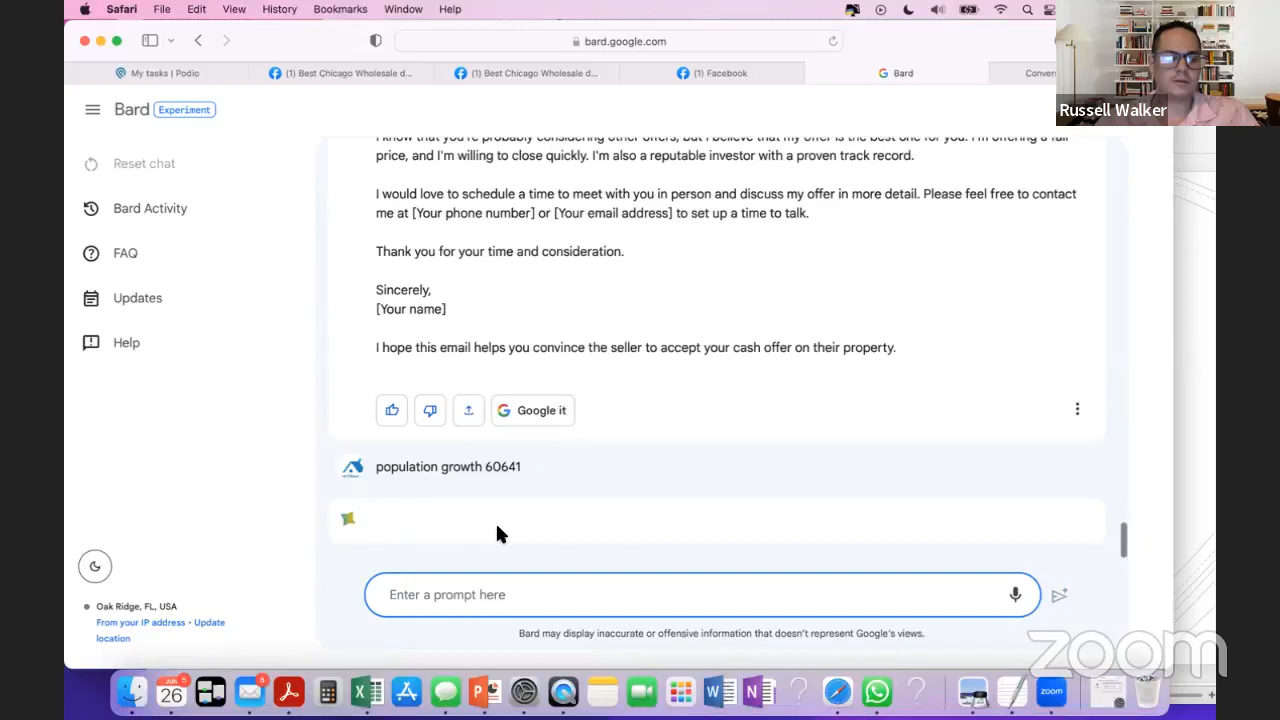 Safari File Edit View History Bookmarks Window Help
bard.google.com
My tasks | Podio
(1) Best Chicago Wholesale d...
(1) Best Chicago Wholesale d...
(1) Facebook
Bard
Conver
Russell Walker
Bard Experiment
Reset chat
Bard Activity
FAQ
Updates
Help
I know that you're probably considering other offers, but I believe that my offer is the best one for you. I'm offering a fair
price, and I'm willing to close quickly. I'm also a reputable investor with a proven track record.
I would love to schedule a time to meet with you in person and discuss my offer in more detail. Please feel free to contact
me at [Your phone number] or [Your email address] to set up a time to talk.
Thank you for your time and consideration.
Sincerely,
[Your name]
I hope this email helps you convince the seller to accept your cash offer on their property.
Google it
population growth 60641
Enter a prompt here
Bard may display inaccurate or offensive information that doesn't represent Google's views.
Oak Ridge, FL, USA
From your IP address • Update
location
zoom
JUN 5
26
6
zoom